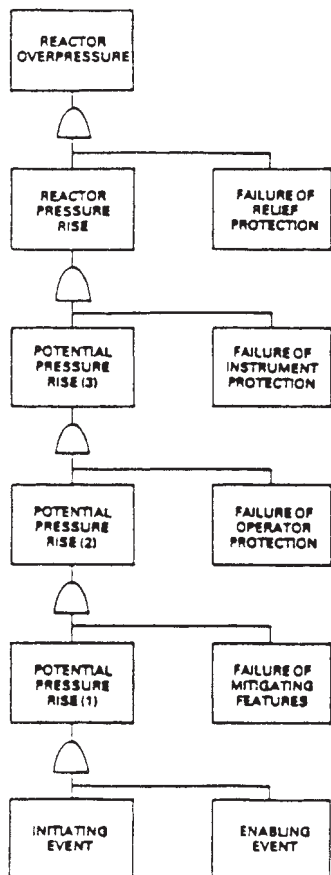 REACTOR
OVERPRESSURE
REACTOR
PRESSURE
RISE
FAILURE OF
RELIEF
PROTECTION
POTENTIAL
PRESSURE
RISE (3)
FAILURE OF
INSTRUMENT
PROTECTION
POTENTIAL
PRESSURE
RISE (2)
FAILURE OF
OPERATOR
PROTECTION
POTENTIAL
PRESSURE
RISE (1)
FAILURE OF
MITIGATING
FEATURES
INITIATING
EVENT
ENABLING
EVENT